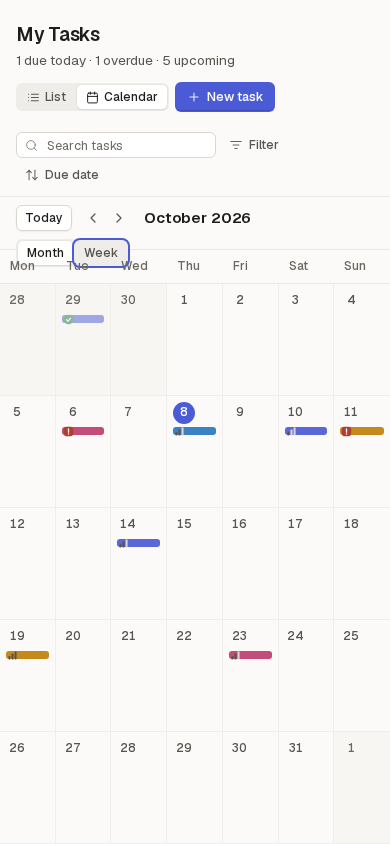 My Tasks
1 due today · 1 overdue · 5 upcoming
List Calendar New task
Search tasks Filter
Due date
Today October 2026
Month Week
Mon Tue Wed Thu Fri Sat Sun
28 29 30 1 2 3 4
5 6 7 8 9 10 11
12 13 14 15 16 17 18
19 20 21 22 23 24 25
26 27 28 29 30 31 1